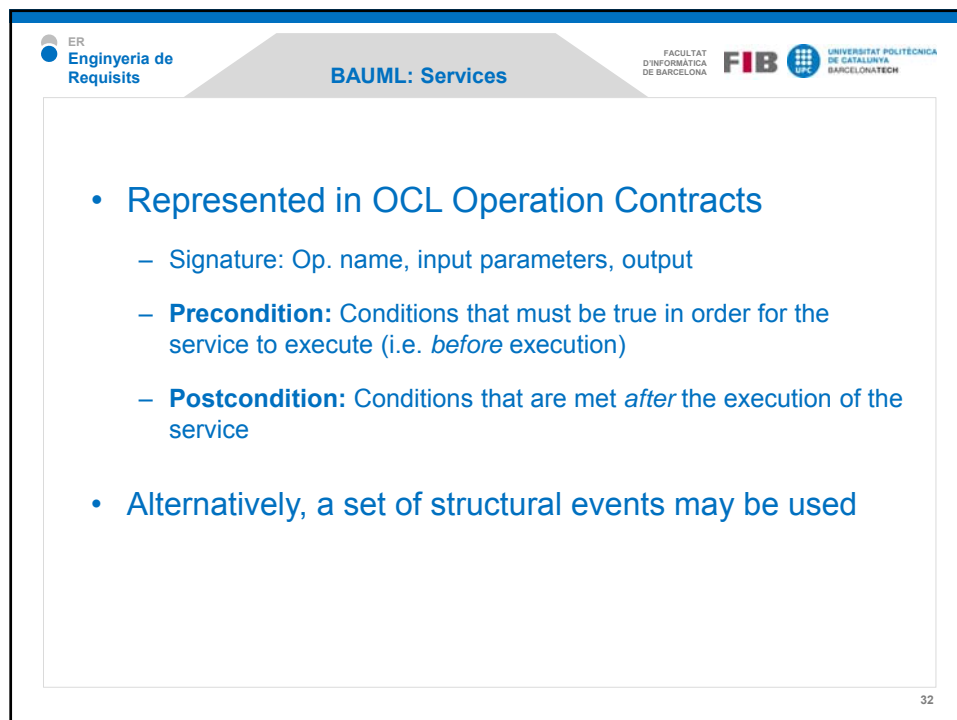 ER
Enginyeria de
Requisits
BAUML: Services
FACULTAT
D'INFORMÀTICA
DE BARCELONA
FIB
UPC
UNIVERSITAT POLITÈCNICA
DE CATALUNYA
BARCELONATECH
• Represented in OCL Operation Contracts
– Signature: Op. name, input parameters, output
– Precondition: Conditions that must be true in order for the
service to execute (i.e. before execution)
– Postcondition: Conditions that are met after the execution of the
service
• Alternatively, a set of structural events may be used
32